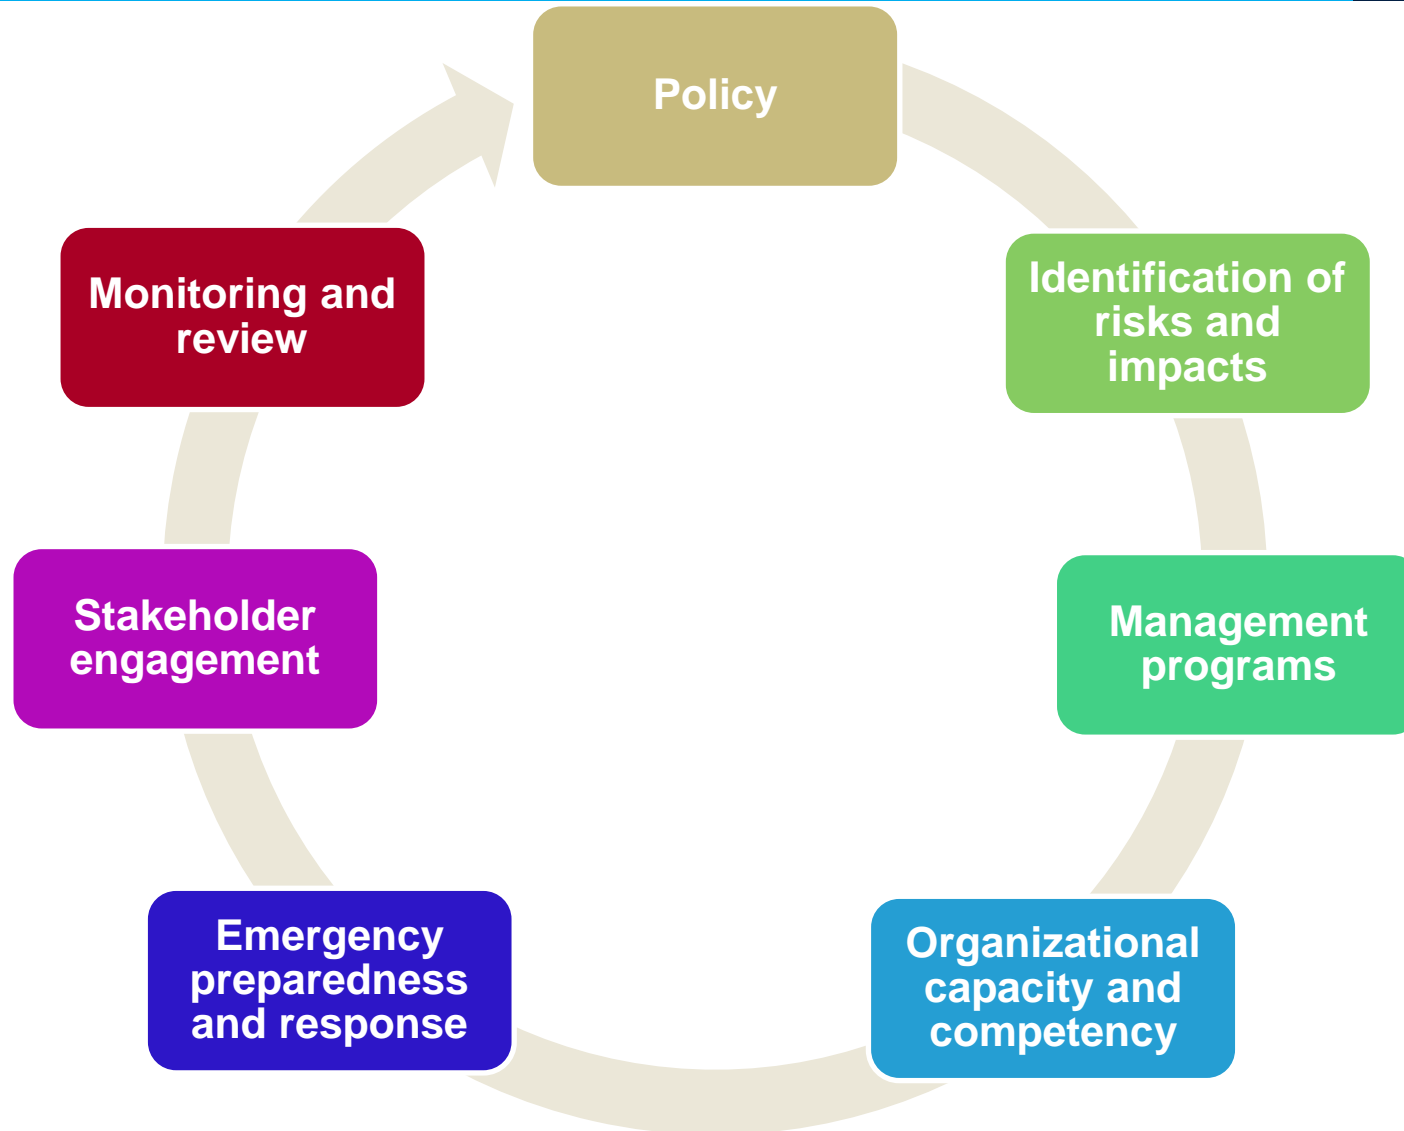 Policy
Identification of
risks and
impacts
Management
programs
Organizational
capacity and
competency
Emergency
preparedness
and response
Stakeholder
engagement
Monitoring and
review